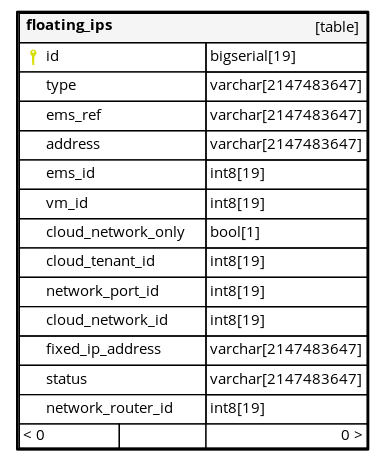 floating_ips [table]
id bigserial[19]
type varchar[2147483647]
ems_ref varchar[2147483647]
address varchar[2147483647]
ems_id int8[19]
vm_id int8[19]
cloud_network_only bool[1]
cloud_tenant_id int8[19]
network_port_id int8[19]
cloud_network_id int8[19]
fixed_ip_address varchar[2147483647]
status varchar[2147483647]
network_router_id int8[19]
< 0 0 >